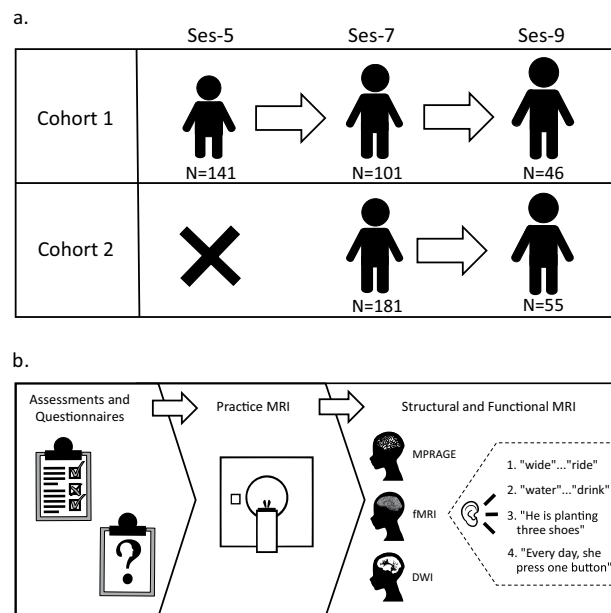 a.
Ses-5 Ses-7 Ses-9
Cohort 1
N=141 N=101 N=46
Cohort 2
N=181 N=55
b.
Assessments and
Questionnaires
Practice MRI
Structural and Functional MRI
MPRAGE
fMRI
DWI
1. "wide"..."ride"
2. "water"..."drink"
3. "He is planting
three shoes"
4. "Every day, she
press one button"
?